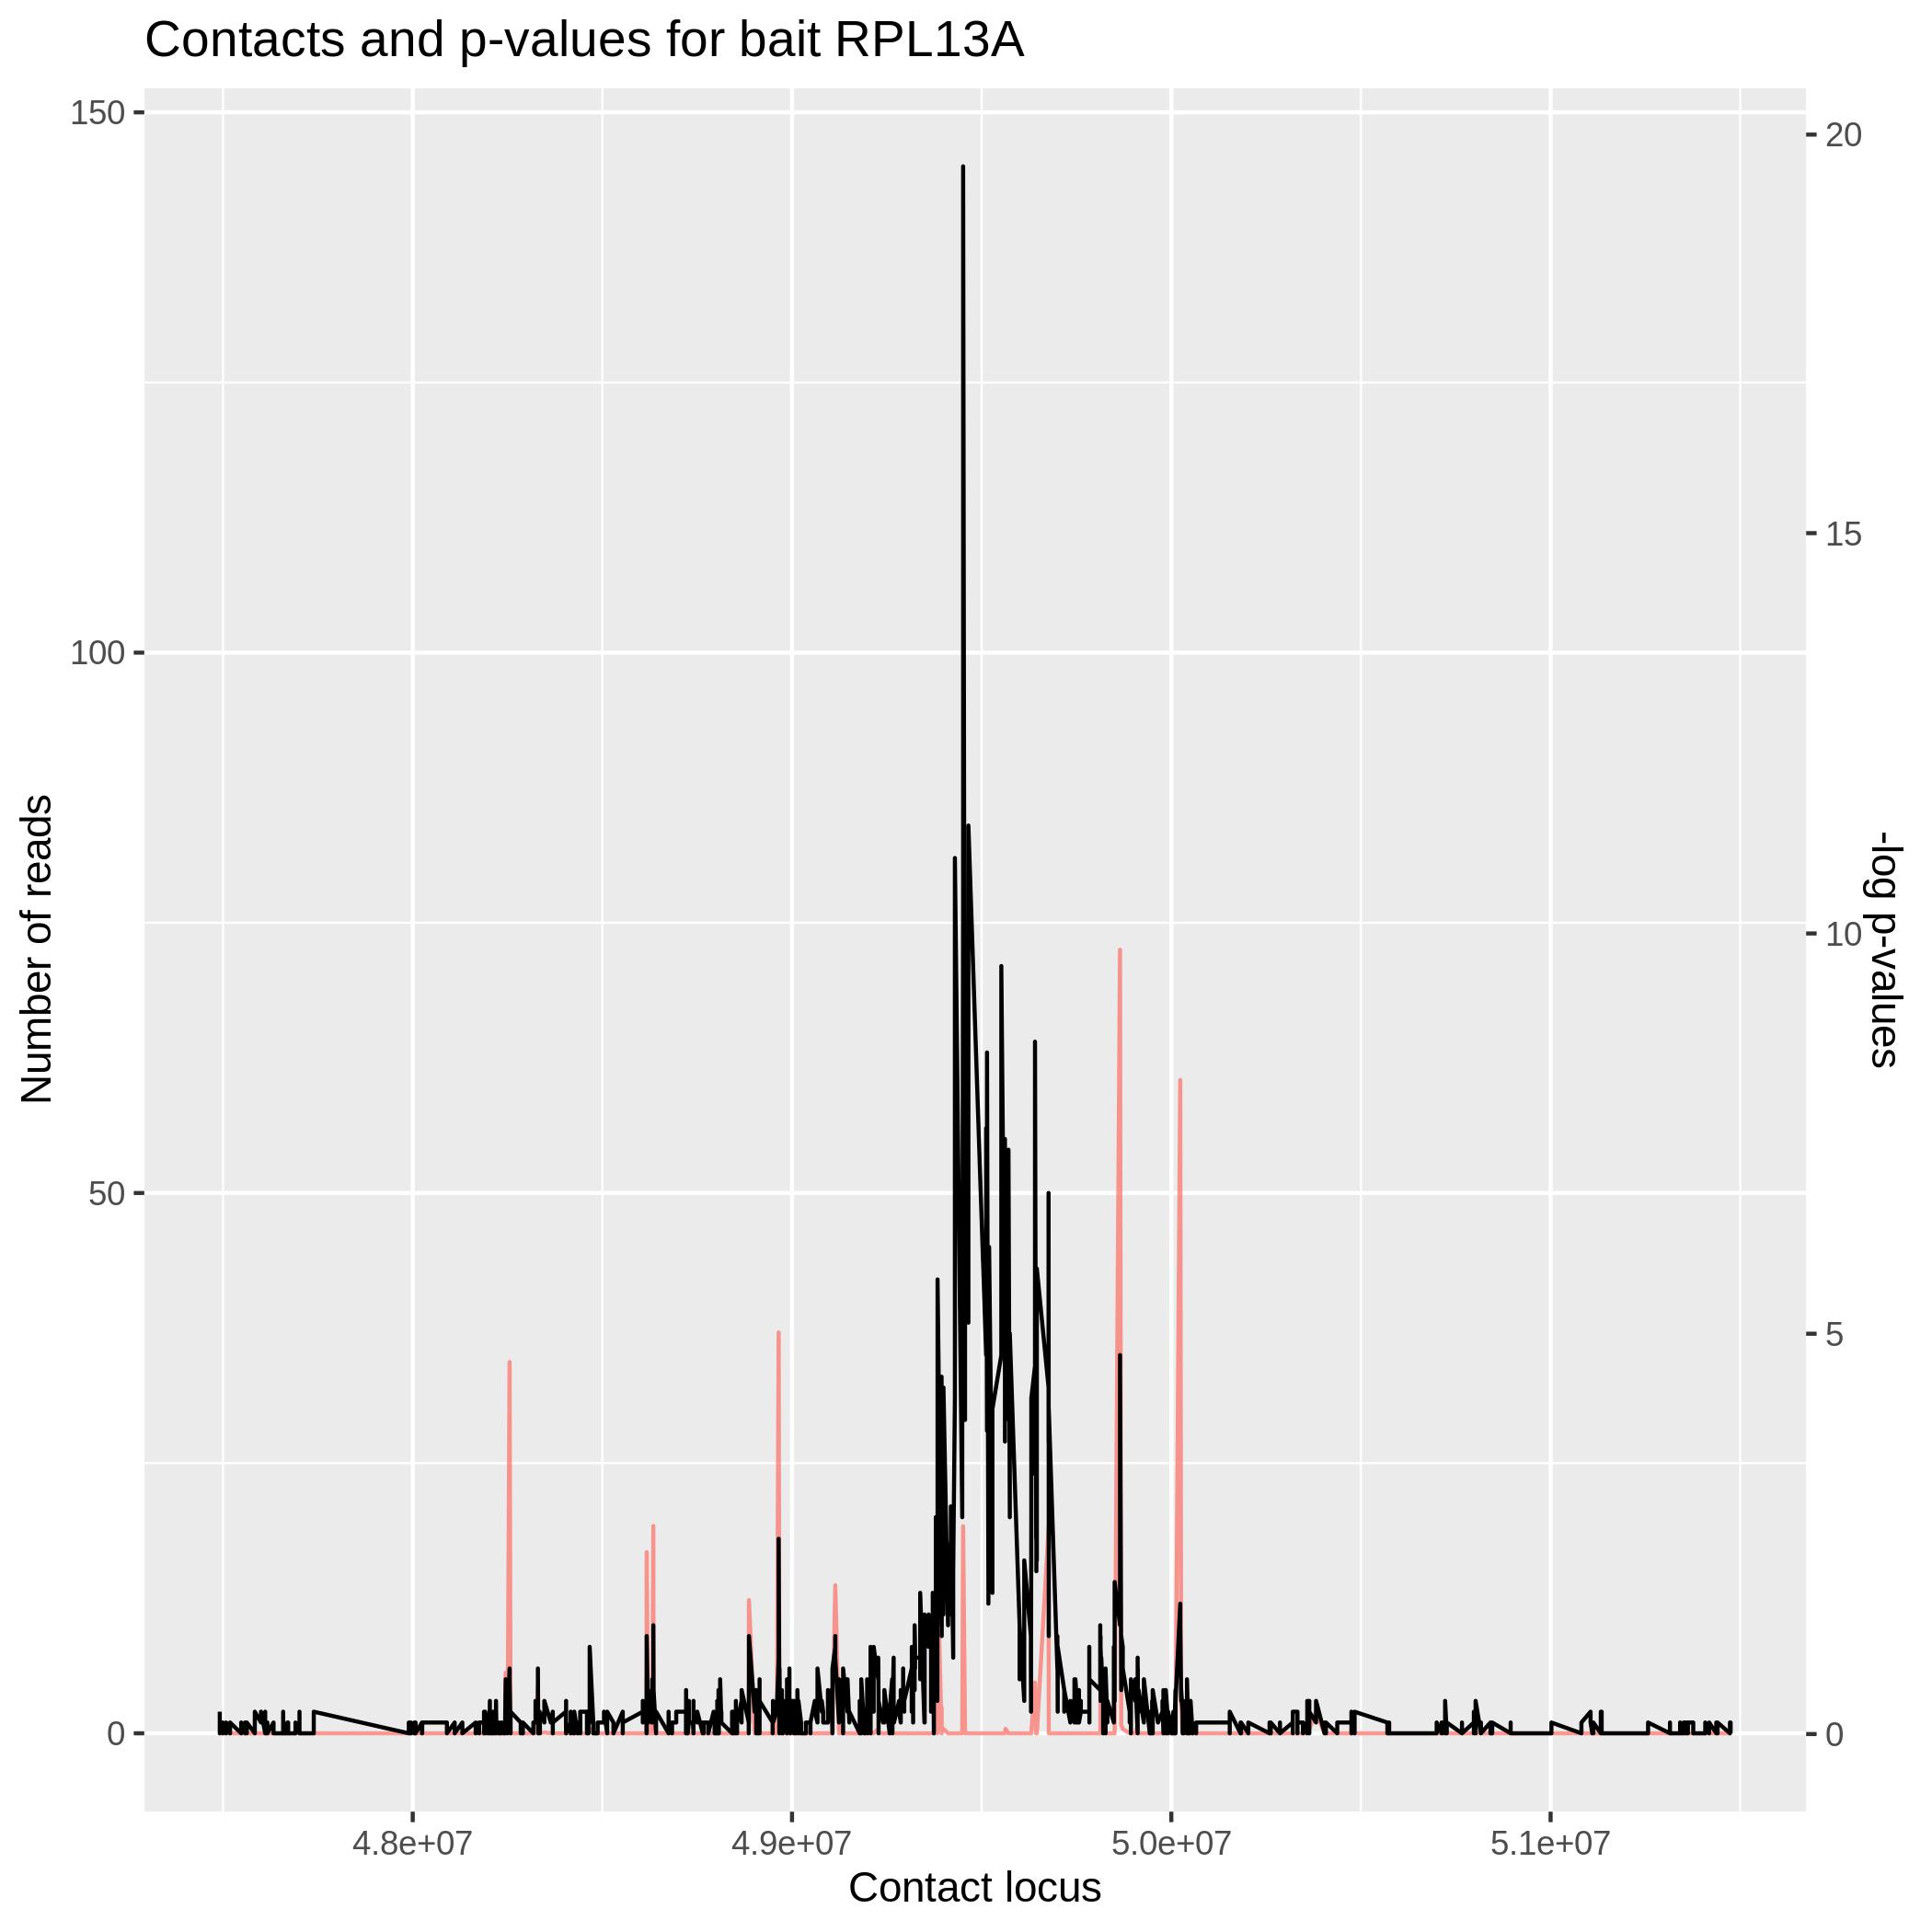 Contacts and p-values for bait RPL13A
150
100
50
0
Number of reads
20
15
10
5
0
-log p-values
4.8e+07
4.9e+07
5.0e+07
5.1e+07
Contact locus